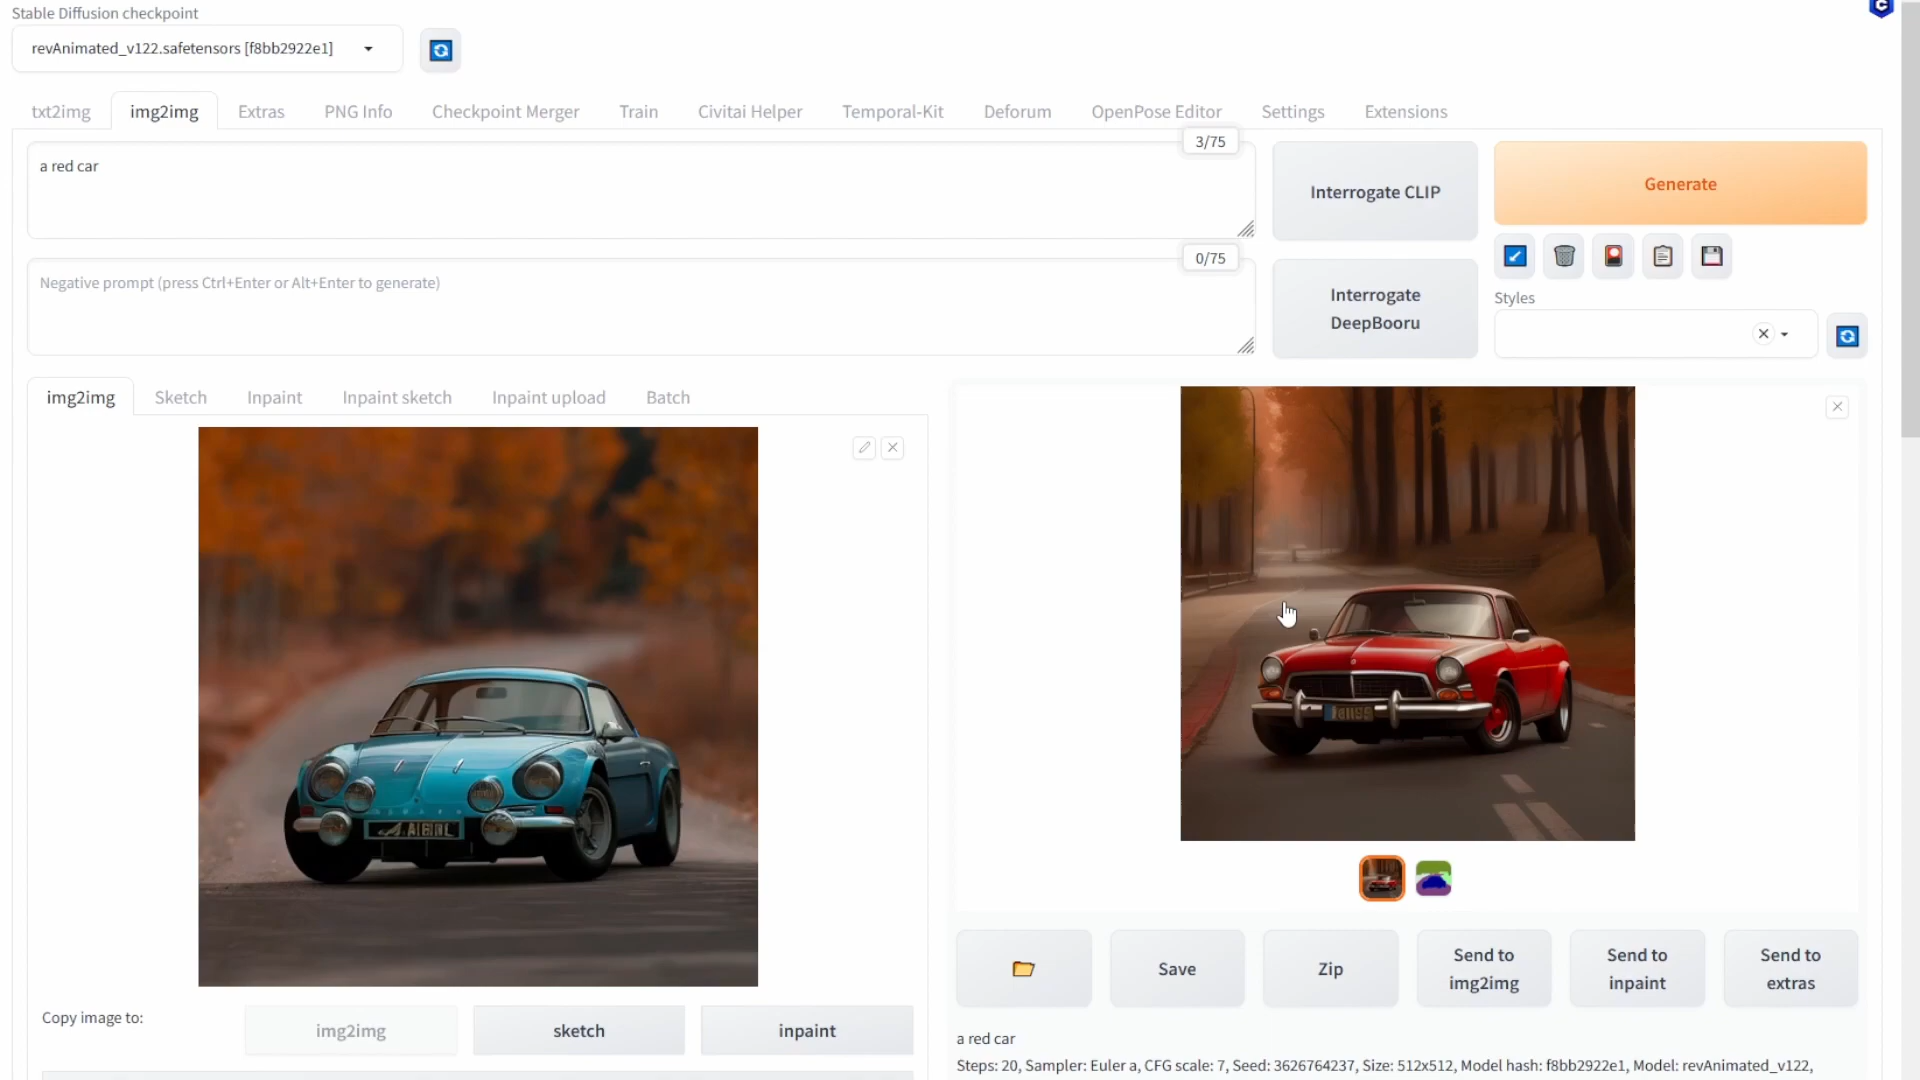 Stable Diffusion checkpoint
revAnimated_v122.safetensors [f8bb2922e1]
txt2img img2img Extras PNG Info Checkpoint Merger Train Civitai Helper Temporal-Kit Deforum OpenPose Editor Settings Extensions
3/75
a red car
Interrogate CLIP
Generate
0/75
Negative prompt (press Ctrl+Enter or Alt+Enter to generate)
Interrogate
DeepBooru
Styles
img2img Sketch Inpaint Inpaint sketch Inpaint upload Batch
Save
Zip
Send to
img2img
Send to
inpaint
Send to
extras
Copy image to:
img2img
sketch
inpaint
a red car
Steps: 20, Sampler: Euler a, CFG scale: 7, Seed: 3626764237, Size: 512x512, Model hash: f8bb2922e1, Model: revAnimated_v122,